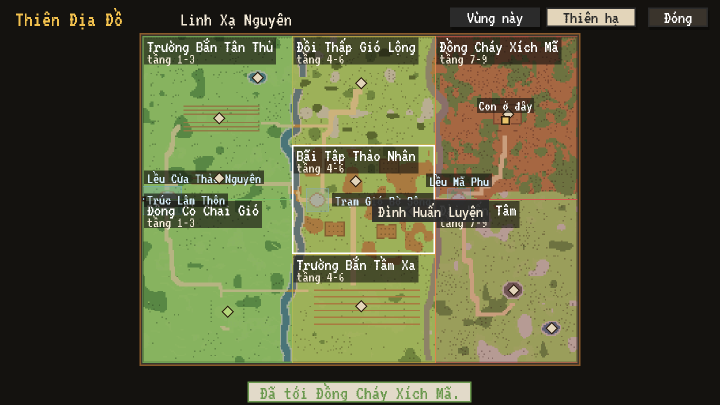 Thiên Địa Đồ
Linh Xạ Nguyên
Vùng này
Thiên hạ
Đóng
Trường Bắn Tân Thủ
tầng 1-3
Đồi Thấp Gió Lộng
tầng 4-6
Đồng Cháy Xích Mã
tầng 7-9
Con ở đây
Bãi Tập Thảo Nhân
tầng 4-6
Lều Cửa Thảo Nguyên
Lều Mã Phu
Trúc Lâm Thôn
Trạm Gió
Đình Huấn Luyện
Đồng Cỏ Chai Gió
tầng 1-3
Tâm
tầng 7-9
Trường Bắn Tầm Xa
tầng 4-6
Đã tới Đồng Cháy Xích Mã.